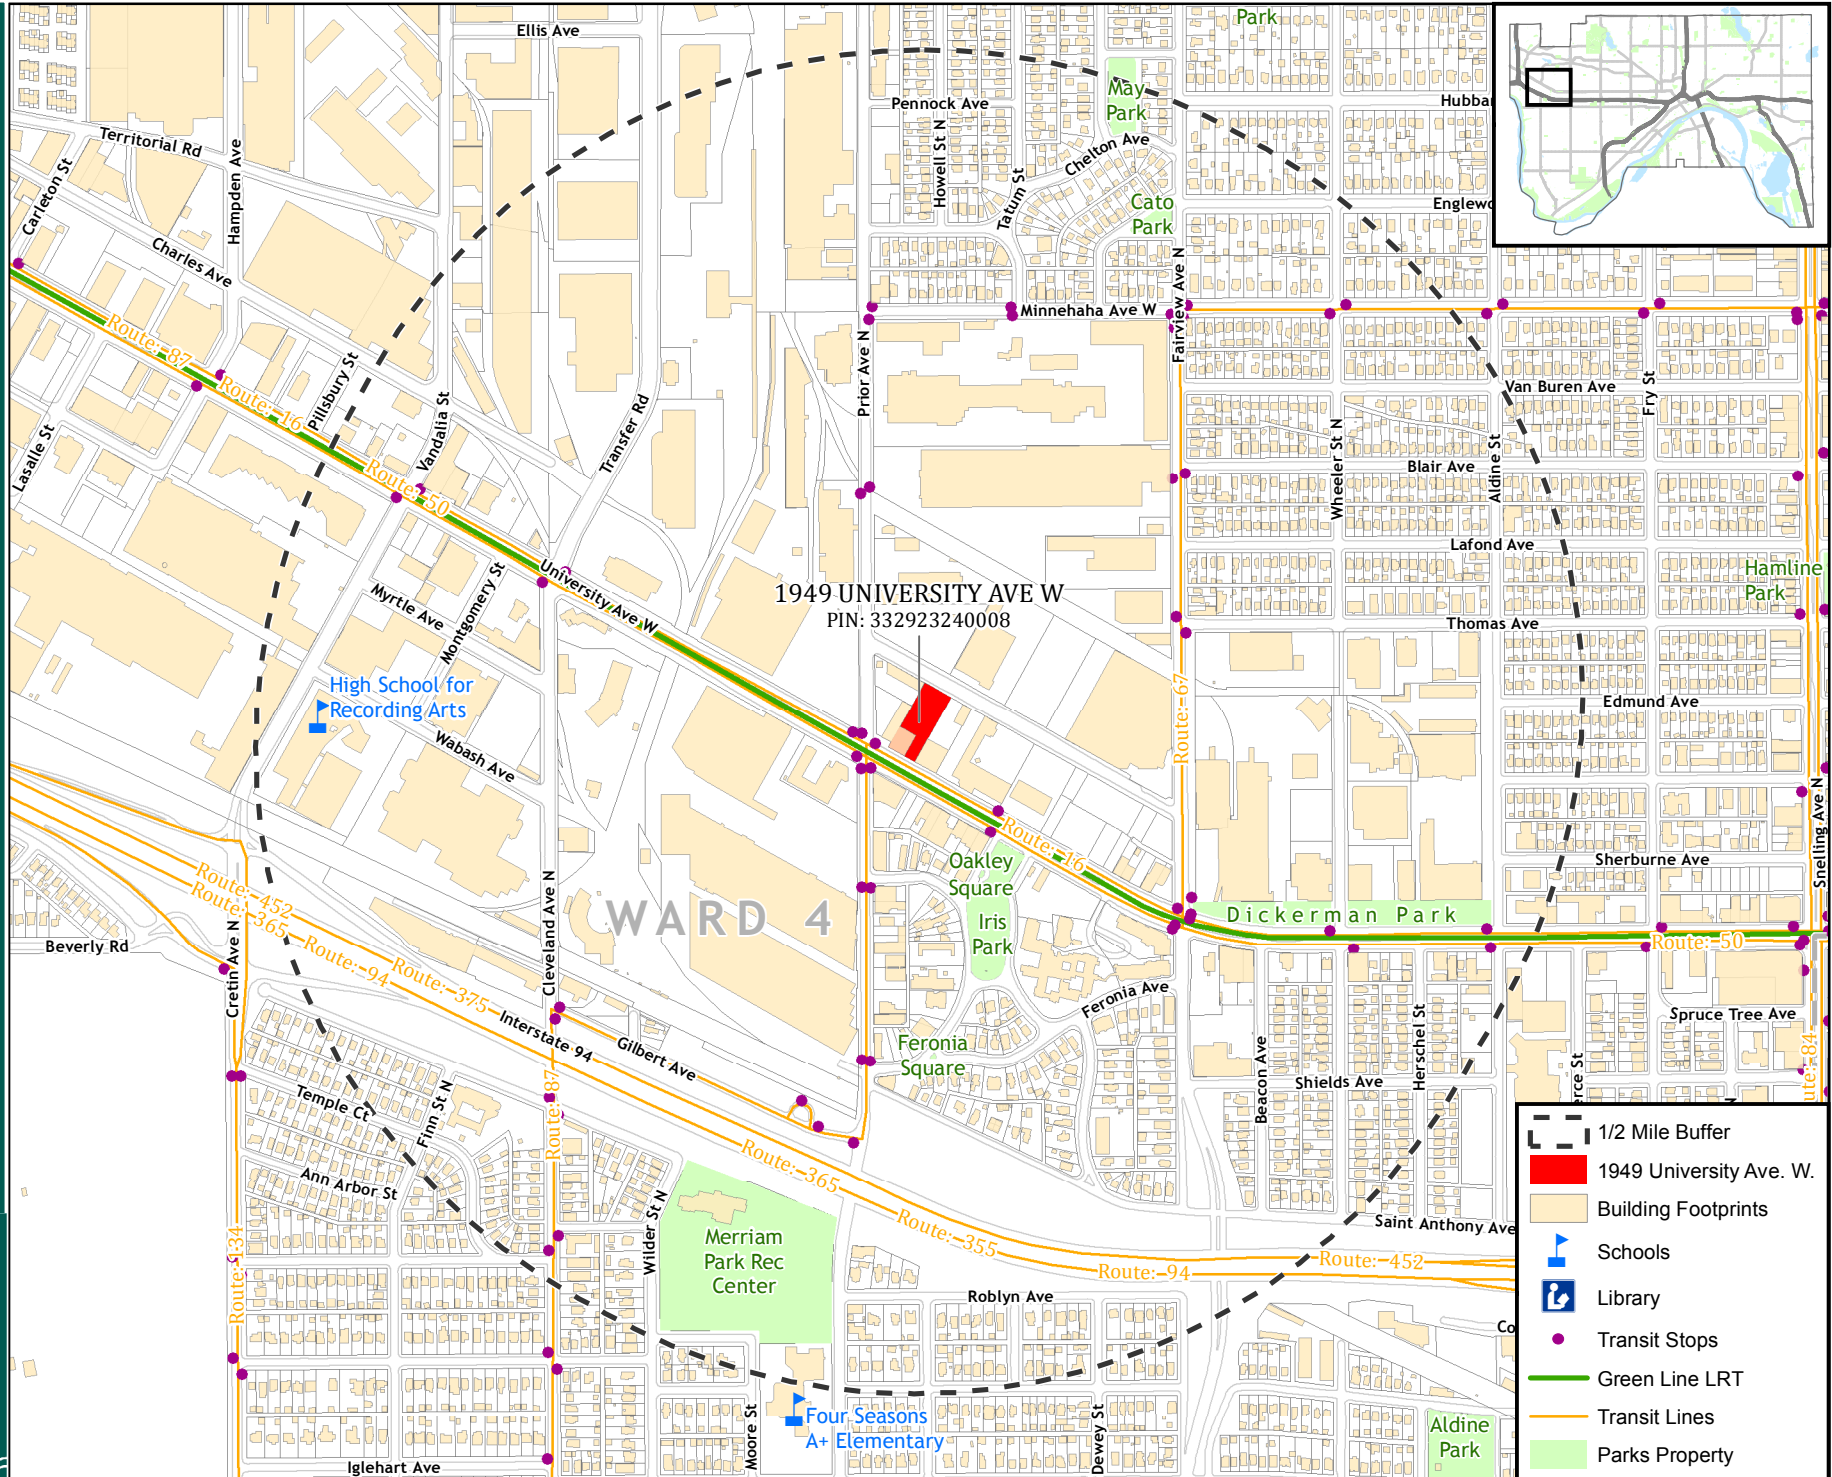 Ellis Ave
Park
May
Park
Pennock Ave
Hubbar
Territorial Rd
Hampden Ave
Howell St N
Chelton Ave
Carleton St
Tatum St
Cato
Park
Englewo
Charles Ave
Fairview Ave N
Minnehaha Ave W
Route: 87
Prior Ave N
Route: 16
Pillsbury St
Van Buren Ave
Fry St
Vandalia St
Transfer Rd
Lasalle St
Route: 50
Wheeler St N
Blair Ave
Aldine St
Lafond Ave
University Ave W
Hamline
Park
1949 UNIVERSITY AVE W
PIN: 332923240008
Myrtle Ave
Montgomery St
Thomas Ave
High School for
Recording Arts
Route: 67
Edmund Ave
Wabash Ave
Snelling Ave N
Route: 16
Oakley
Square
Sherburne Ave
Route: 452
Route: 365
WARD 4
Dickerman Park
Iris
Park
Beverly Rd
Cretin Ave N
Route: 94
Route: 375
Cleveland Ave N
Route: 50
Feronia Ave
Interstate 94
Gilbert Ave
Feronia
Square
Spruce Tree Ave
Herschel St
Beacon Ave
Shields Ave
erce St
ute: 84
N
Route: 87
Temple Ct
Finn St N
Ann Arbor St
Route: 365
Wilder St N
Route: 134
Merriam
Park Rec
Center
Route: 355
Saint Anthony Ave
Route: 94
Route: 452
Roblyn Ave
Co
Four Seasons
A+ Elementary
Moore St
Dewey St
Aldine
Park
Iglehart Ave
1/2 Mile Buffer
1949 University Ave. W.
Building Footprints
Schools
Library
Transit Stops
Green Line LRT
Transit Lines
Parks Property